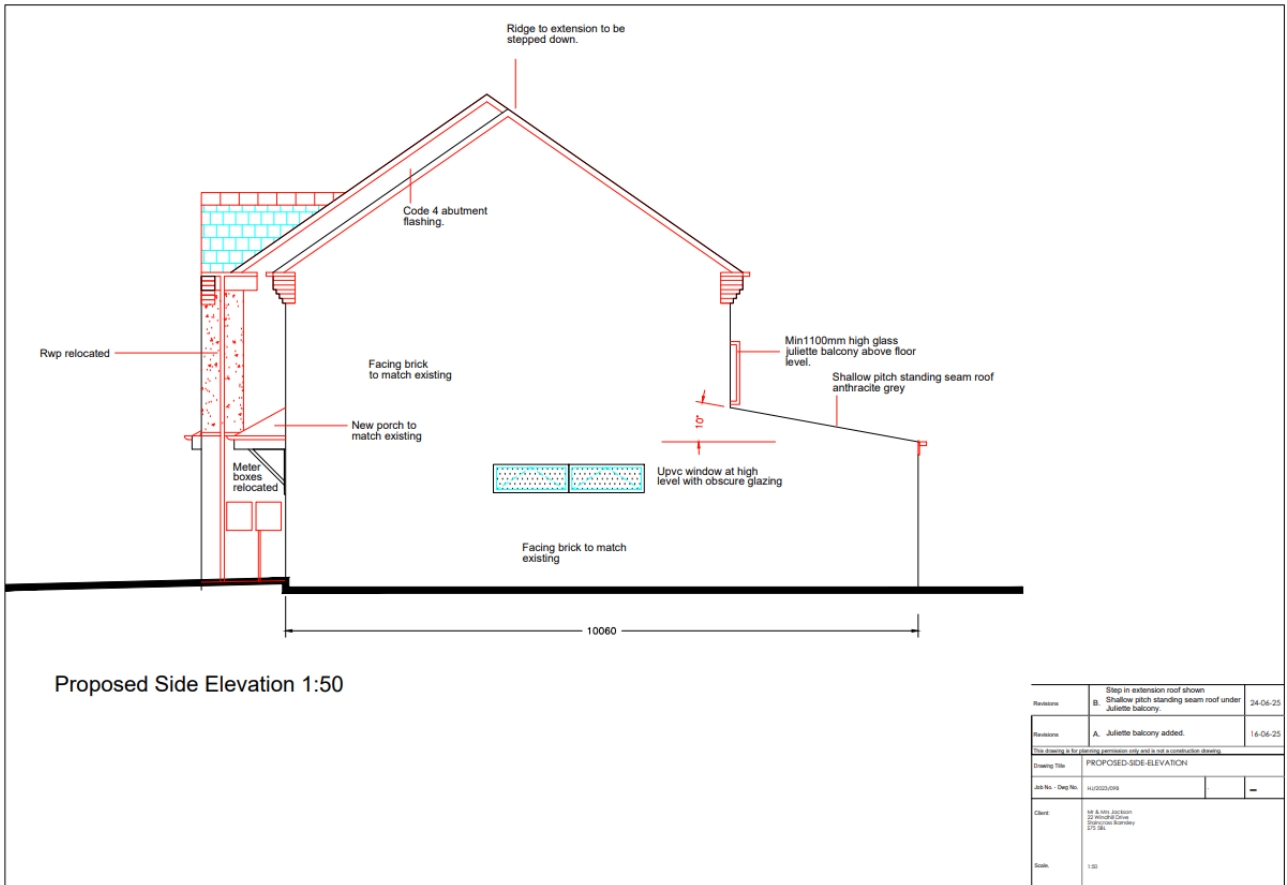 Ridge to extension to be
stepped down.
Code 4 abutment
flashing.
Rwp relocated
Facing brick
to match existing
Min1100mm high glass
juliette balcony above floor
level.
Shallow pitch standing seam roof
anthracite grey
10°
New porch to
match existing
Meter
boxes
relocated
Upvc window at high
level with obscure glazing
Facing brick to match
existing
10060
Proposed Side Elevation 1:50
Revisions
B.
Step in extension roof shown
Shallow pitch standing seam roof under
Juliette balcony.
24-06-25
Revisions
A. Juliette balcony added.
16-06-25
This drawing is for planning permission only and is not a construction drawing.
Drawing Title
PROPOSED-SIDE-ELEVATION
Job No. - Dwg No.
HJ/2023/098
Client
Mr & Mrs Jackson
22 Windhill Drive
Staincross Barnsley
Scale.
1:50